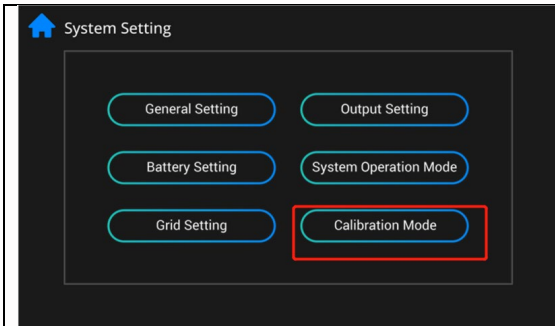 System Setting
General Setting
Output Setting
Battery Setting
System Operation Mode
Grid Setting
Calibration Mode